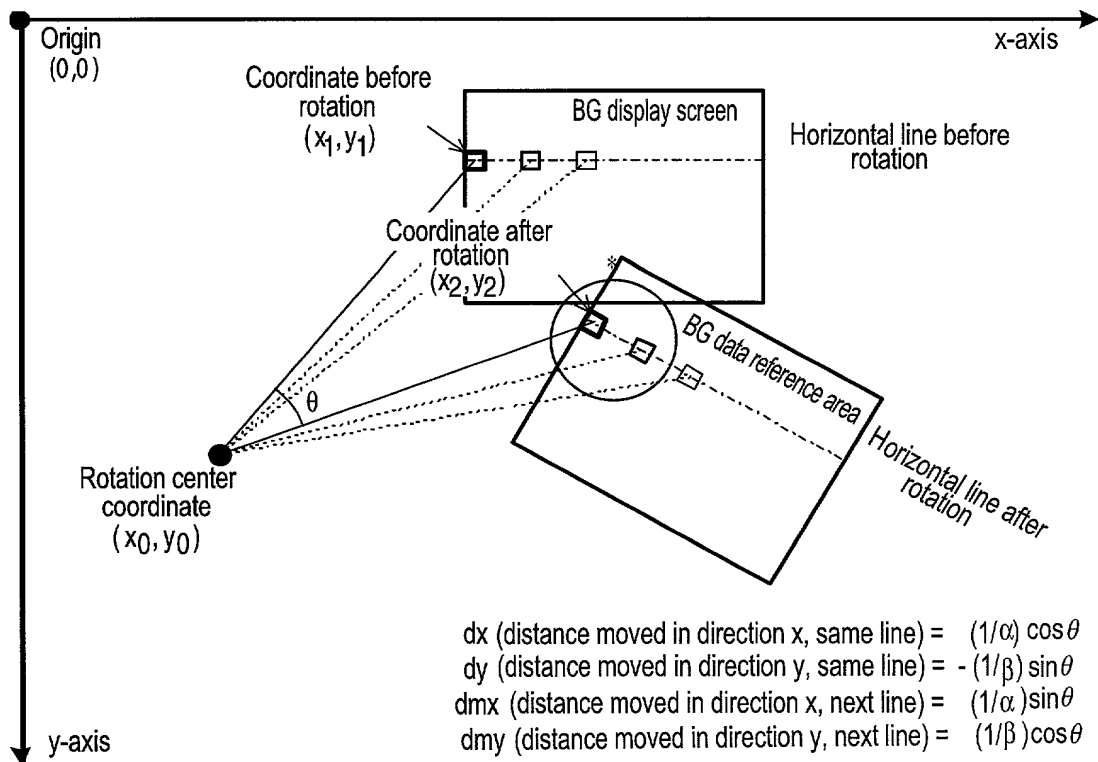 Origin
(0,0)
x-axis
Coordinate before
rotation
(x₁,y₁)
BG display screen
Horizontal line before
rotation
Coordinate after
rotation
(x₂,y₂)
※
BG data reference area
θ
Rotation center
coordinate
(x₀,y₀)
Horizontal line after
rotation
dx (distance moved in direction x, same line) = (1/α) cosθ
dy (distance moved in direction y, same line) = -(1/β) sinθ
dmx (distance moved in direction x, next line) = (1/α)sinθ
dmy (distance moved in direction y, next line) = (1/β)cosθ
y-axis